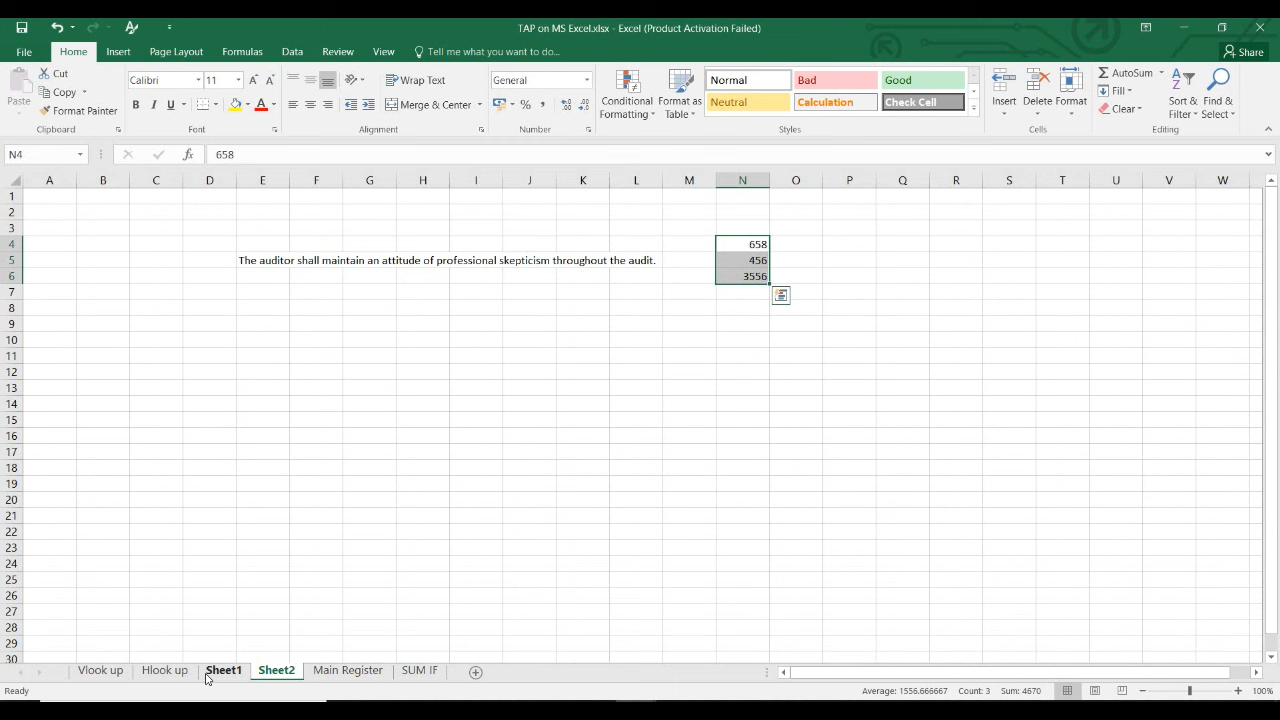 TAP on MS Excel.xlsx - Excel (Product Activation Failed)
File Home Insert Page Layout Formulas Data Review View Tell me what you want to do... Share
Paste Cut Copy Format Painter
Clipboard
Calibri 11
B I U A
Font
Wrap Text
Merge & Center
Alignment
General
% ,
Number
Conditional Formatting Format as Table
Normal Bad Good
Neutral Calculation Check Cell
Styles
Insert Delete Format
Cells
AutoSum
Fill
Clear
Sort & Filter Find & Select
Editing
N4 fx 658
A B C D E F G H I J K L M N O P Q R S T U V W
1
2
3
4 658
5 The auditor shall maintain an attitude of professional skepticism throughout the audit. 456
6 3556
7
8
9
10
11
12
13
14
15
16
17
18
19
20
21
22
23
24
25
26
27
28
29
30
Vlook up Hlook up Sheet1 Sheet2 Main Register SUM IF
Ready Average: 1556.666667 Count: 3 Sum: 4670 100%